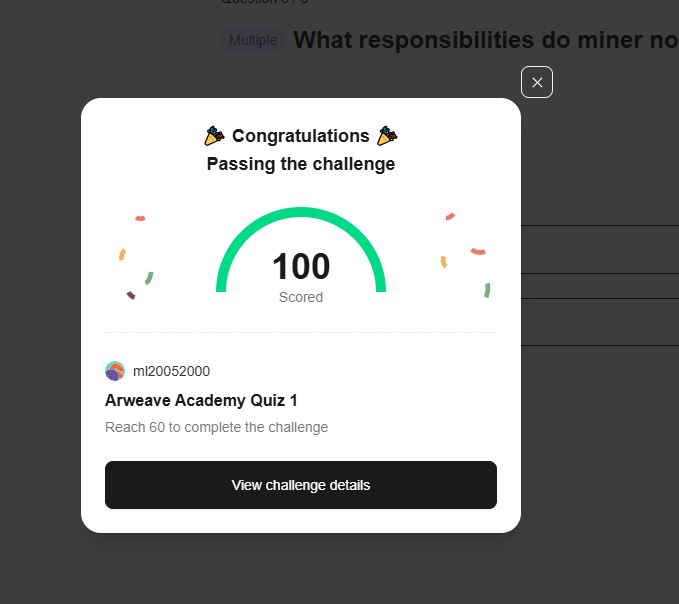 Multiple What responsibilities do miner no
Congratulations
Passing the challenge
100
Scored
ml20052000
Arweave Academy Quiz 1
Reach 60 to complete the challenge
View challenge details